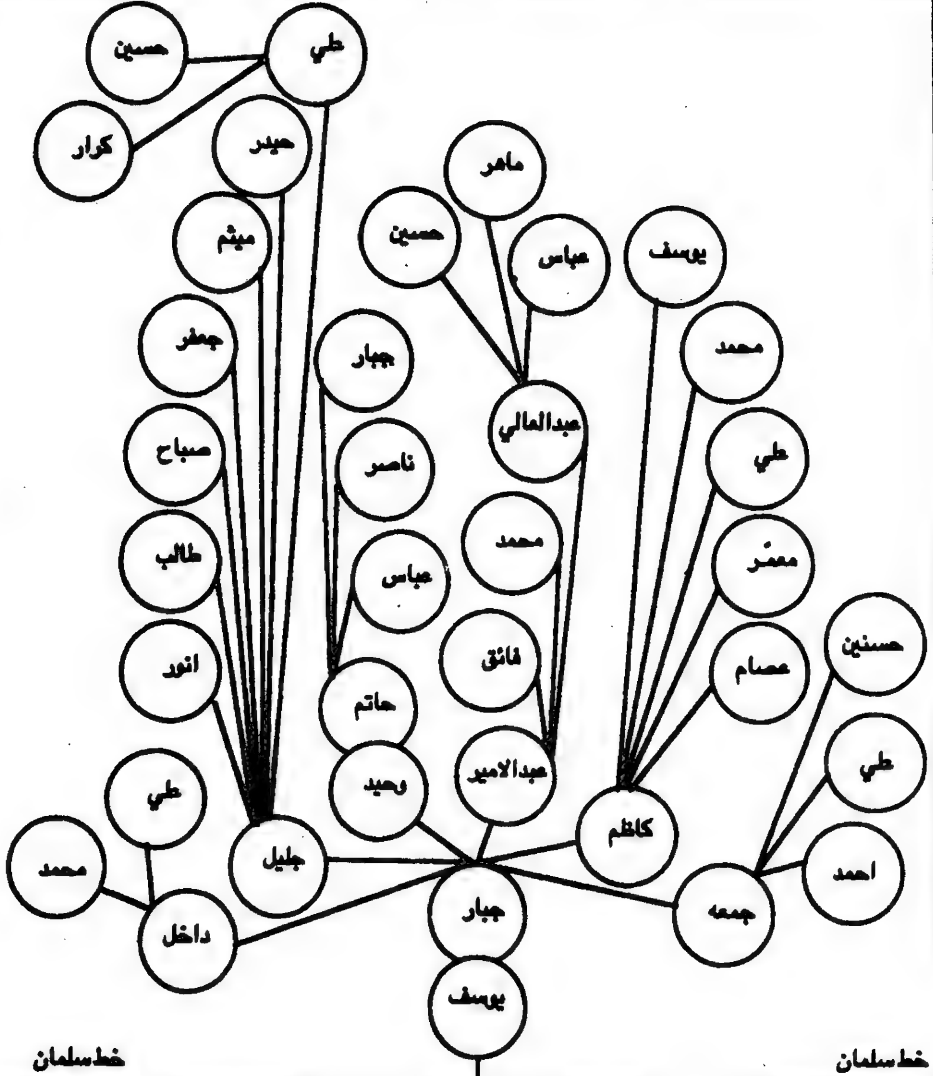 علي
حسين
كرار
حيدر
ماهر
ميثم
حسين
عباس
يوسف
جعفر
جبار
محمد
عبدالعالي
صباح
ناصر
علي
طالب
عباس
محمد
معمّر
انور
حاتم
فائق
عصام
حسنين
علي
وحيد
عبدالامير
علي
محمد
جليل
كاظم
احمد
داخل
جبار
جمعه
يوسف
خط سلمان
خط سلمان